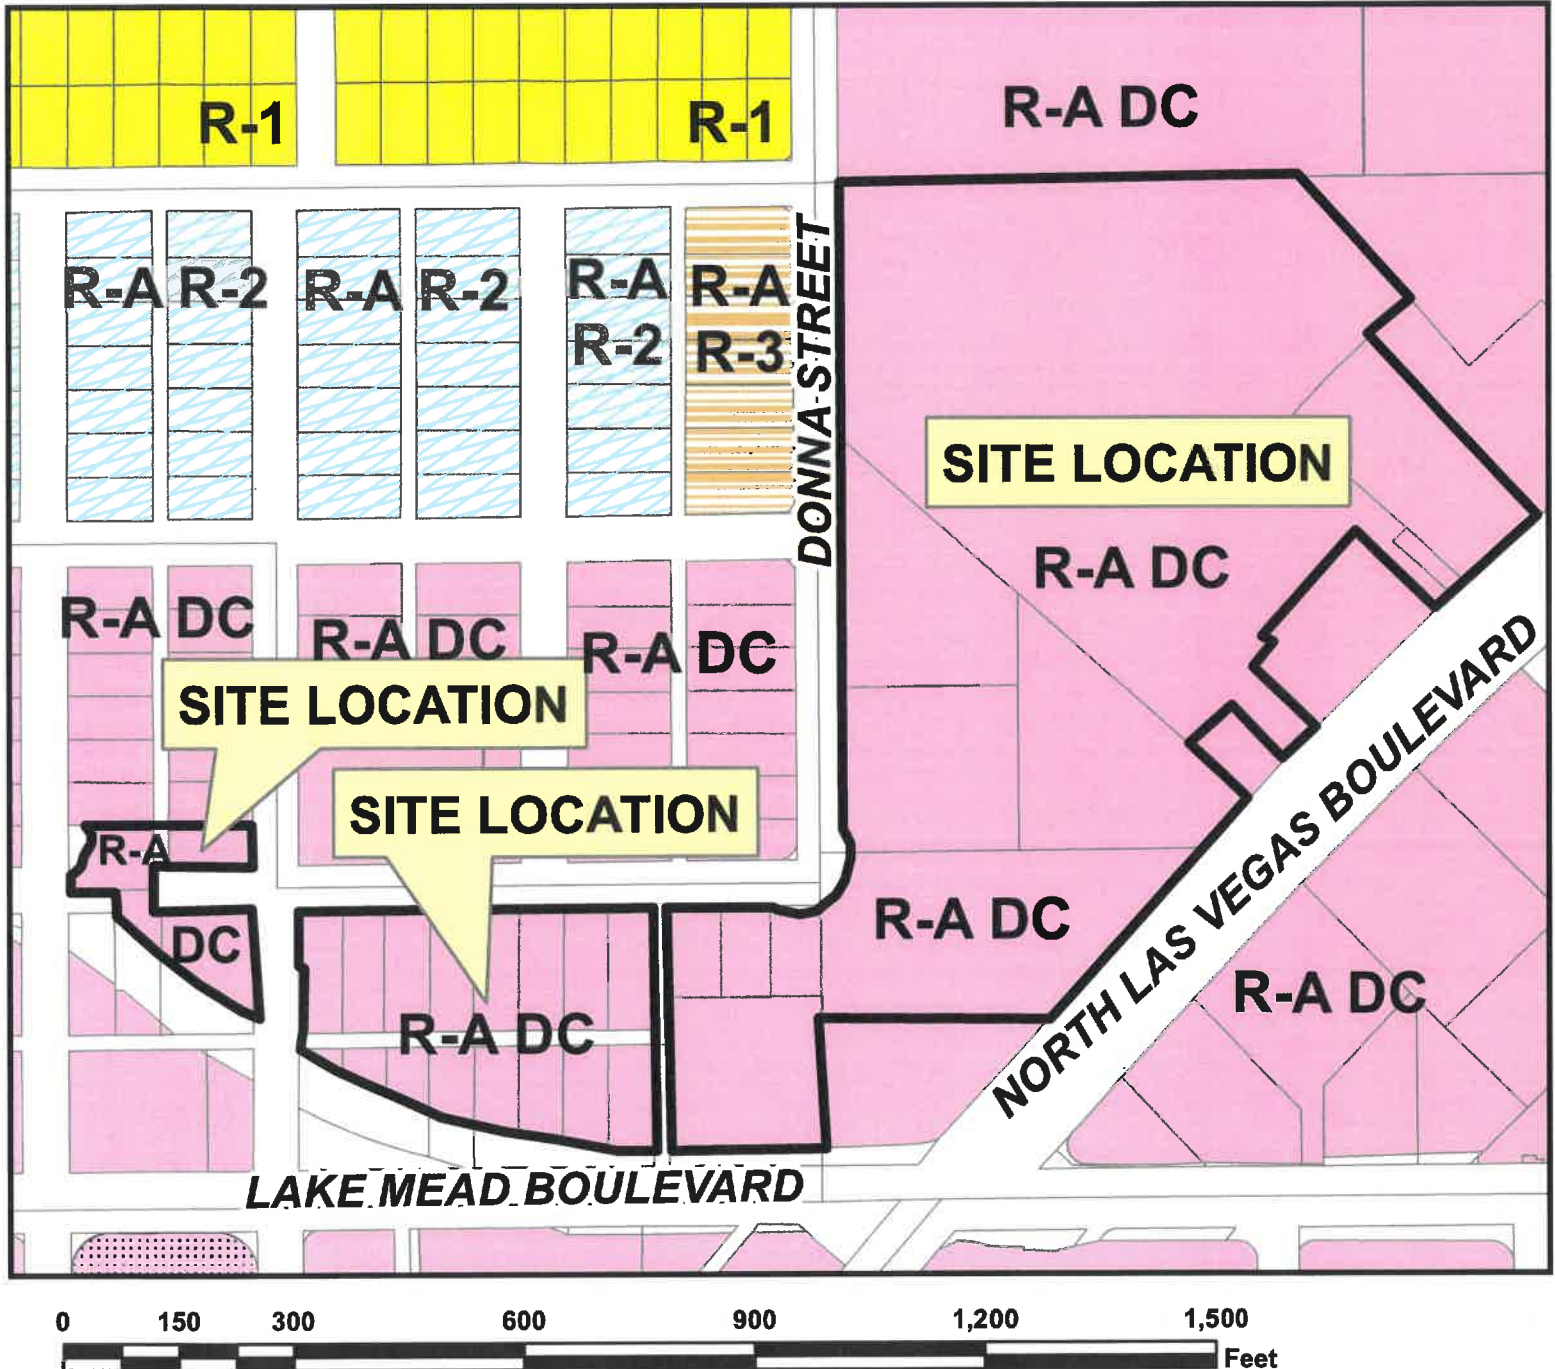 R-1
R-1
R-A DC
R-A R-2
R-A R-2
R-A
R-2
R-A
R-3
DONNA STREET
SITE LOCATION
R-A DC
R-A DC
R-A DC
R-A DC
SITE LOCATION
SITE LOCATION
R-A
DC
R-A DC
R-A DC
R-A DC
NORTH LAS VEGAS BOULEVARD
LAKE MEAD BOULEVARD
0 150 300 600 900 1,200 1,500
Feet